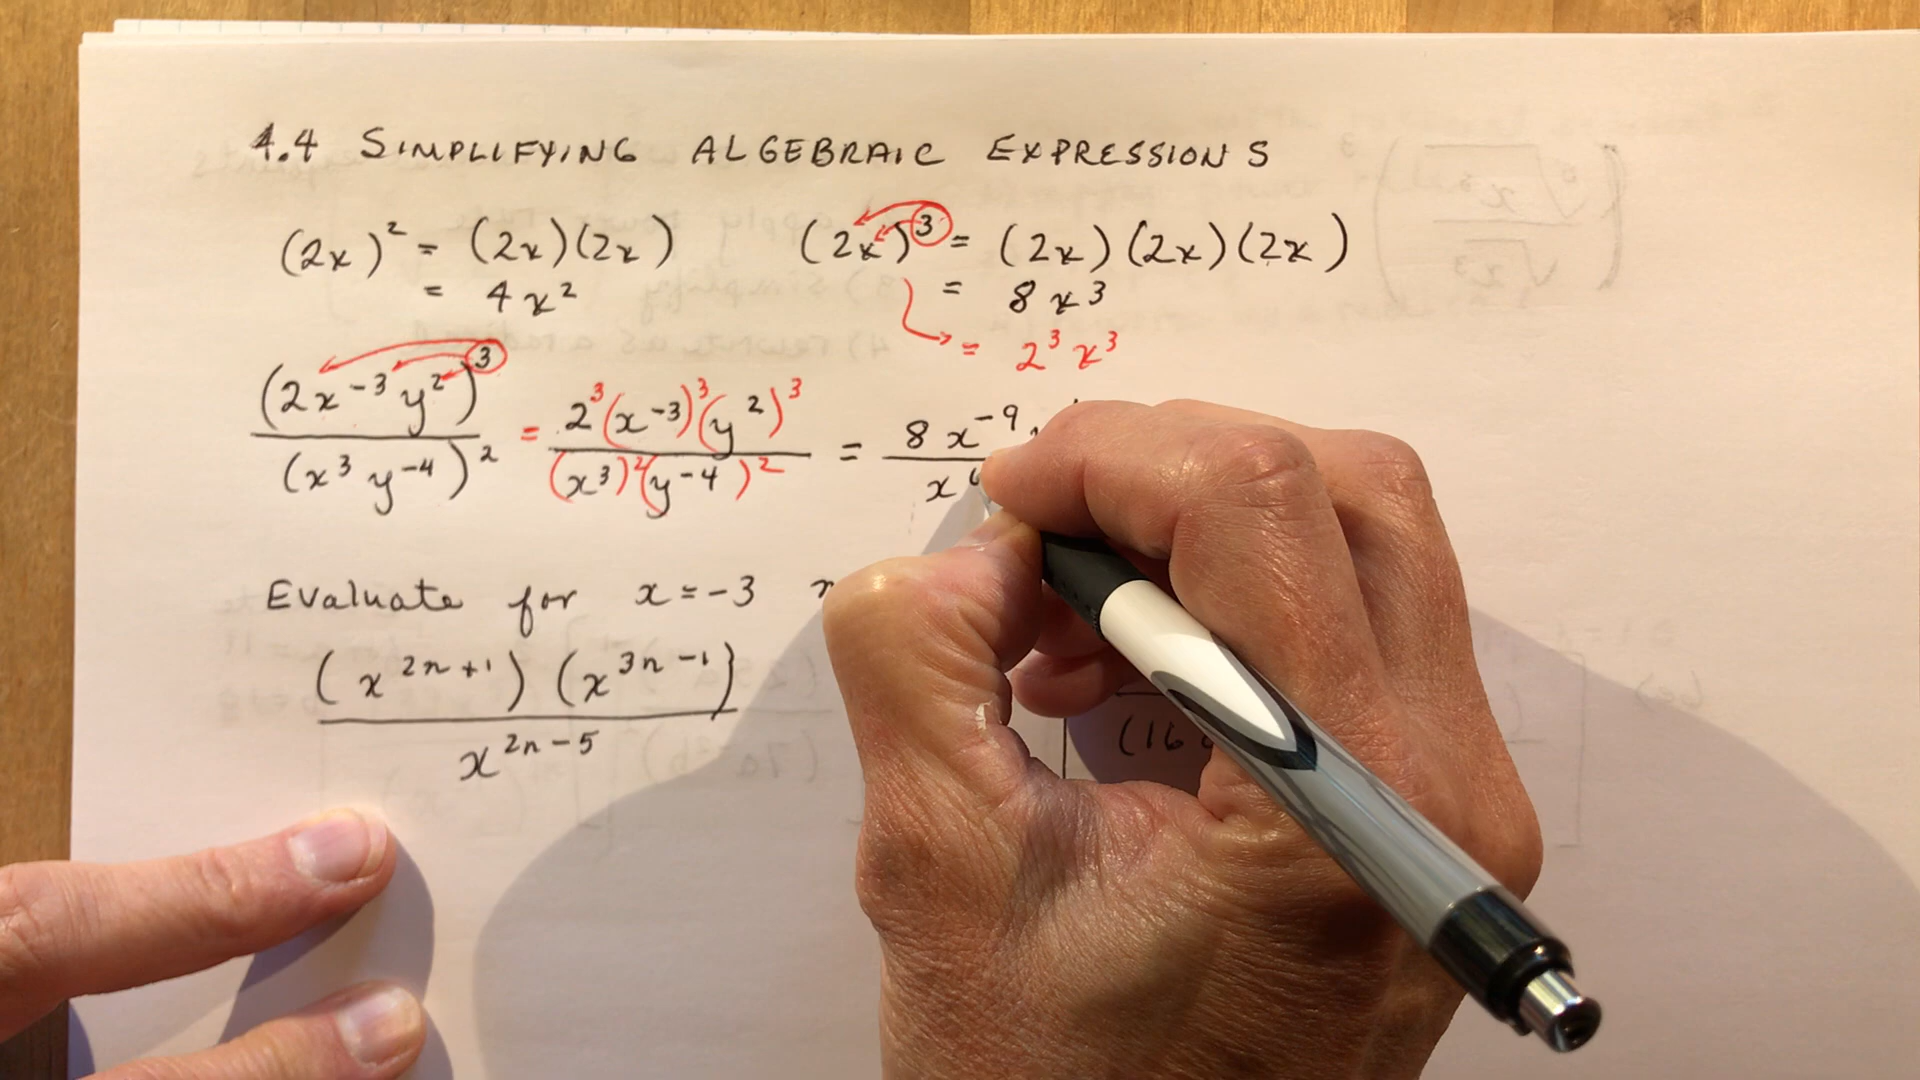 4.4 SIMPLIFYING ALGEBRAIC EXPRESSIONS
(2x)² = (2x)(2x)
= 4x²
(2x)³ = (2x)(2x)(2x)
= 8x³
= 2³x³
(2x⁻³y²)³ / (x³y⁻⁴)² = 2³(x⁻³)³(y²)³ / (x³)²(y⁻⁴)² = 8x⁻⁹ / x
Evaluate for x = -3
(x²ⁿ⁺¹)(x³ⁿ⁻¹) / x²ⁿ⁻⁵
(16